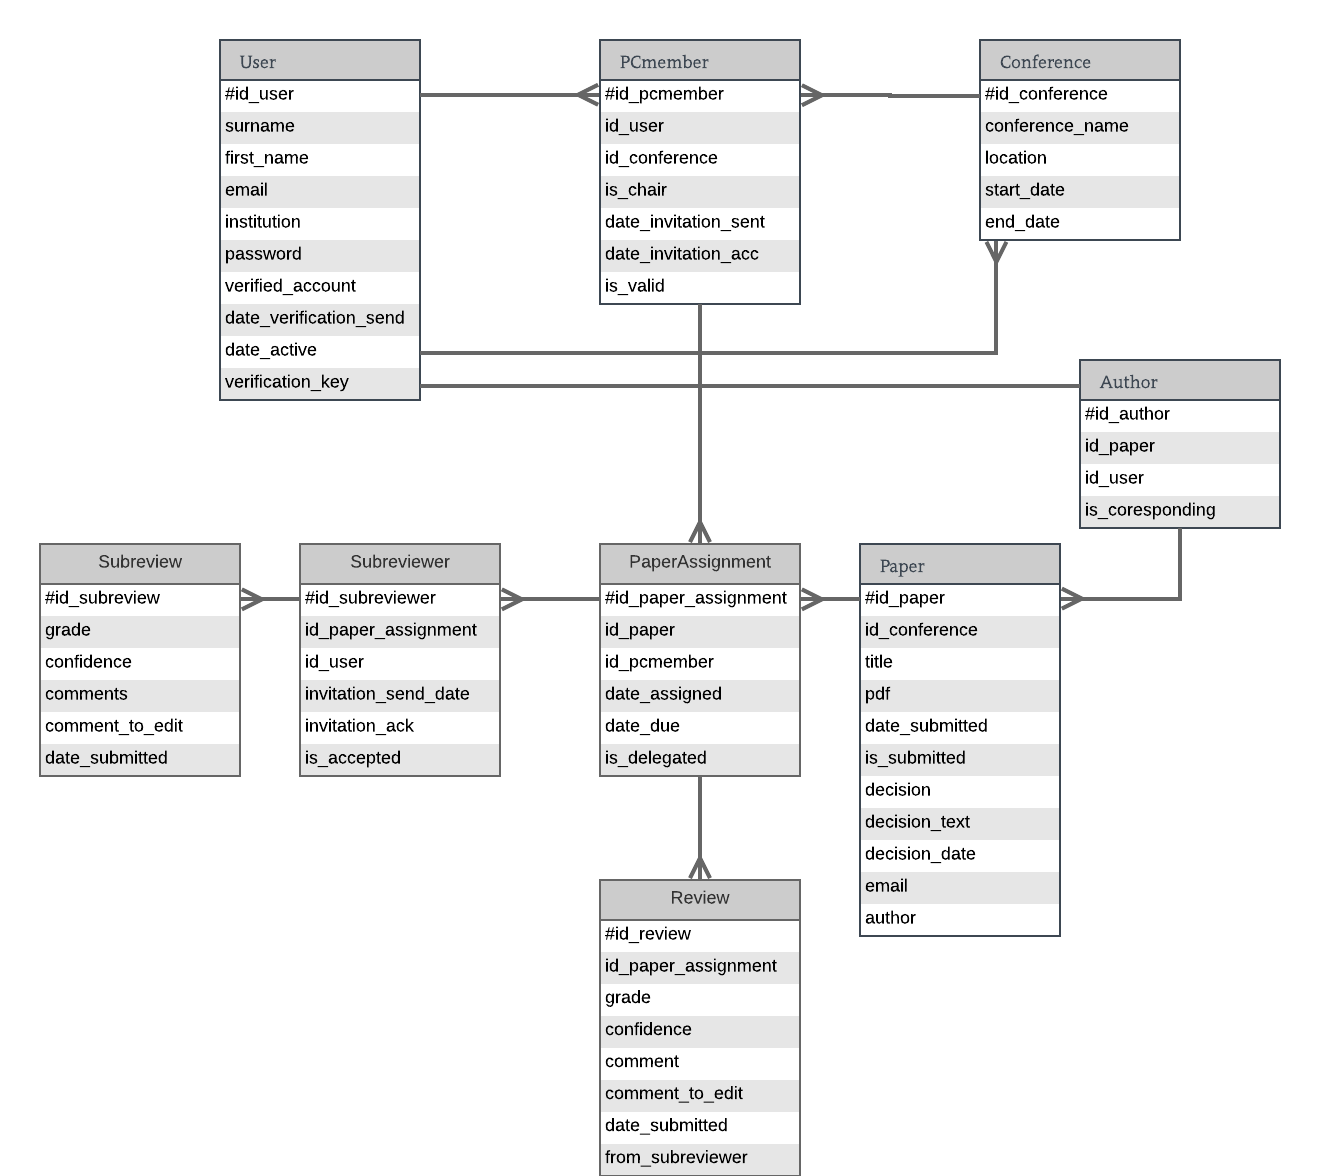 User
#id_user
surname
first_name
email
institution
password
verified_account
date_verification_send
date_active
verification_key
PCmember
#id_pcmember
id_user
id_conference
is_chair
date_invitation_sent
date_invitation_acc
is_valid
Conference
#id_conference
conference_name
location
start_date
end_date
Author
#id_author
id_paper
id_user
is_coresponding
Subreview
#id_subreview
grade
confidence
comments
comment_to_edit
date_submitted
Subreviewer
#id_subreviewer
id_paper_assignment
id_user
invitation_send_date
invitation_ack
is_accepted
PaperAssignment
#id_paper_assignment
id_paper
id_pcmember
date_assigned
date_due
is_delegated
Paper
#id_paper
id_conference
title
pdf
date_submitted
is_submitted
decision
decision_text
decision_date
email
author
Review
#id_review
id_paper_assignment
grade
confidence
comment
comment_to_edit
date_submitted
from_subreviewer